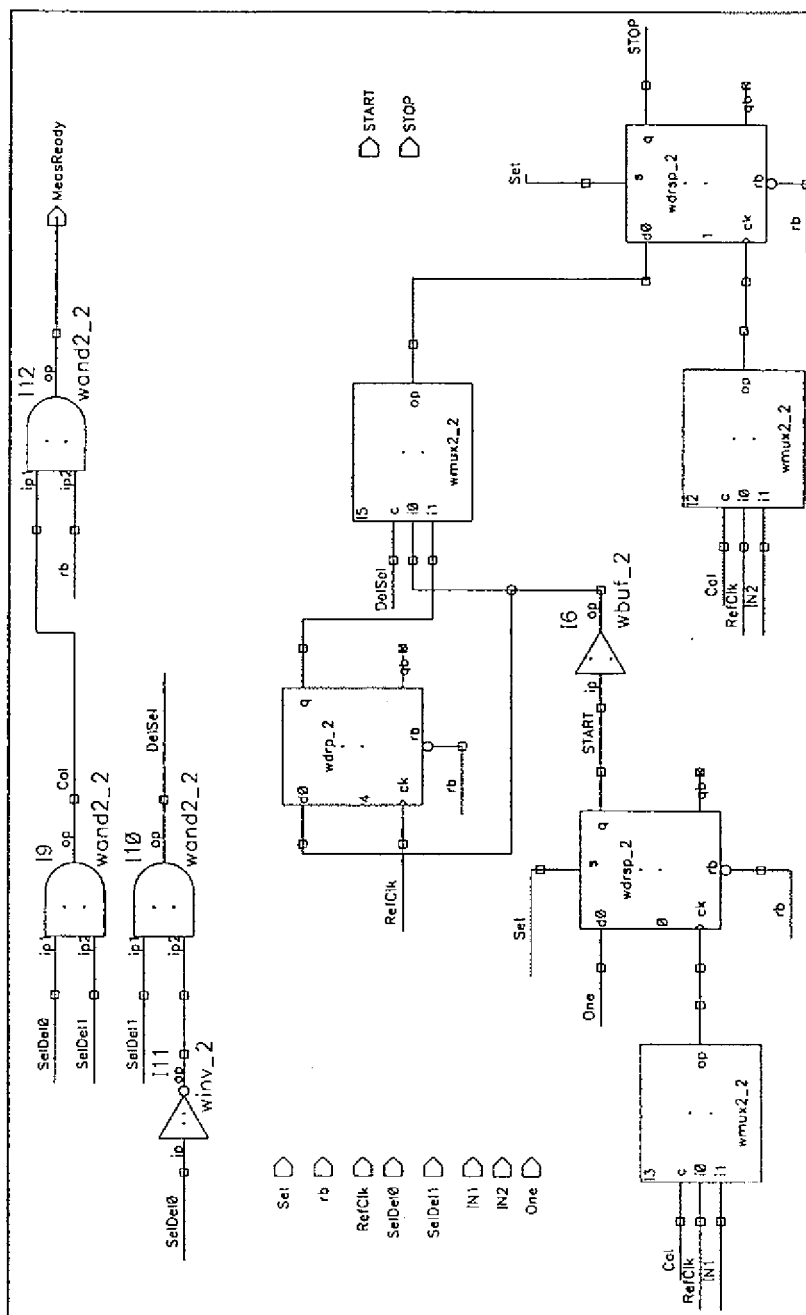 I12
ip1
op
MeasReady
ip2
wand2_2
rb
I9
SelDel0
ip1
op
Cal
ip2
wand2_2
SelDel1
I10
SelDel1
ip1
op
DelSel
ip2
wand2_2
I11
SelDel0
ip
op
winv_2
Set
rb
RefClk
SelDel0
SelDel1
IN1
IN2
One
START
STOP
d0
q
wdrp_2
4
ck
rb
qb
RefClk
rb
I5
DelSel
c
i0
i1
op
wmux2_2
Set
d0
s
q
STOP
wdrsp_2
1
ck
rb
qb
rb
I6
START
ip
op
wbuf_2
Set
One
d0
s
q
wdrsp_2
0
ck
rb
qb
rb
I3
Cal
c
RefClk
i0
IN1
i1
op
wmux2_2
I2
Cal
c
RefClk
i0
IN2
i1
op
wmux2_2